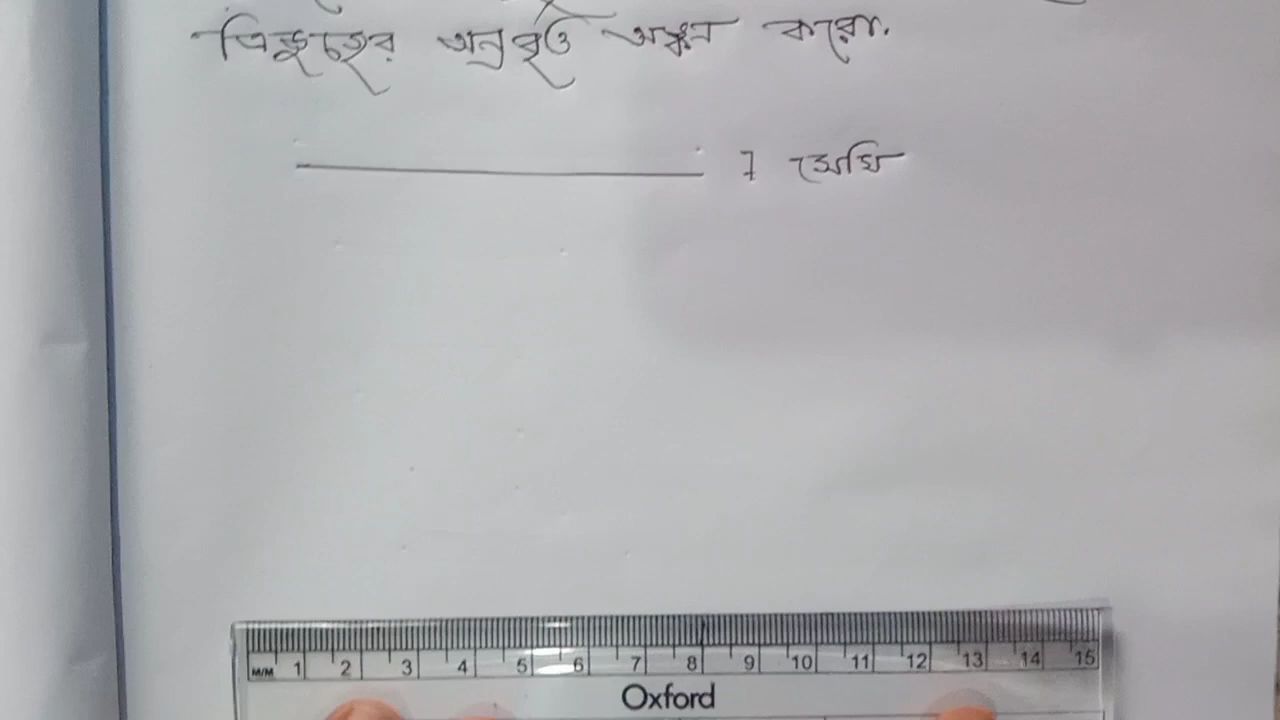 ত্রিভুজের অন্তবৃত্ত অঙ্কন করো.
7 সেমি
M/M 1 2 3 4 5 6 7 8 9 10 11 12 13 14 15
Oxford